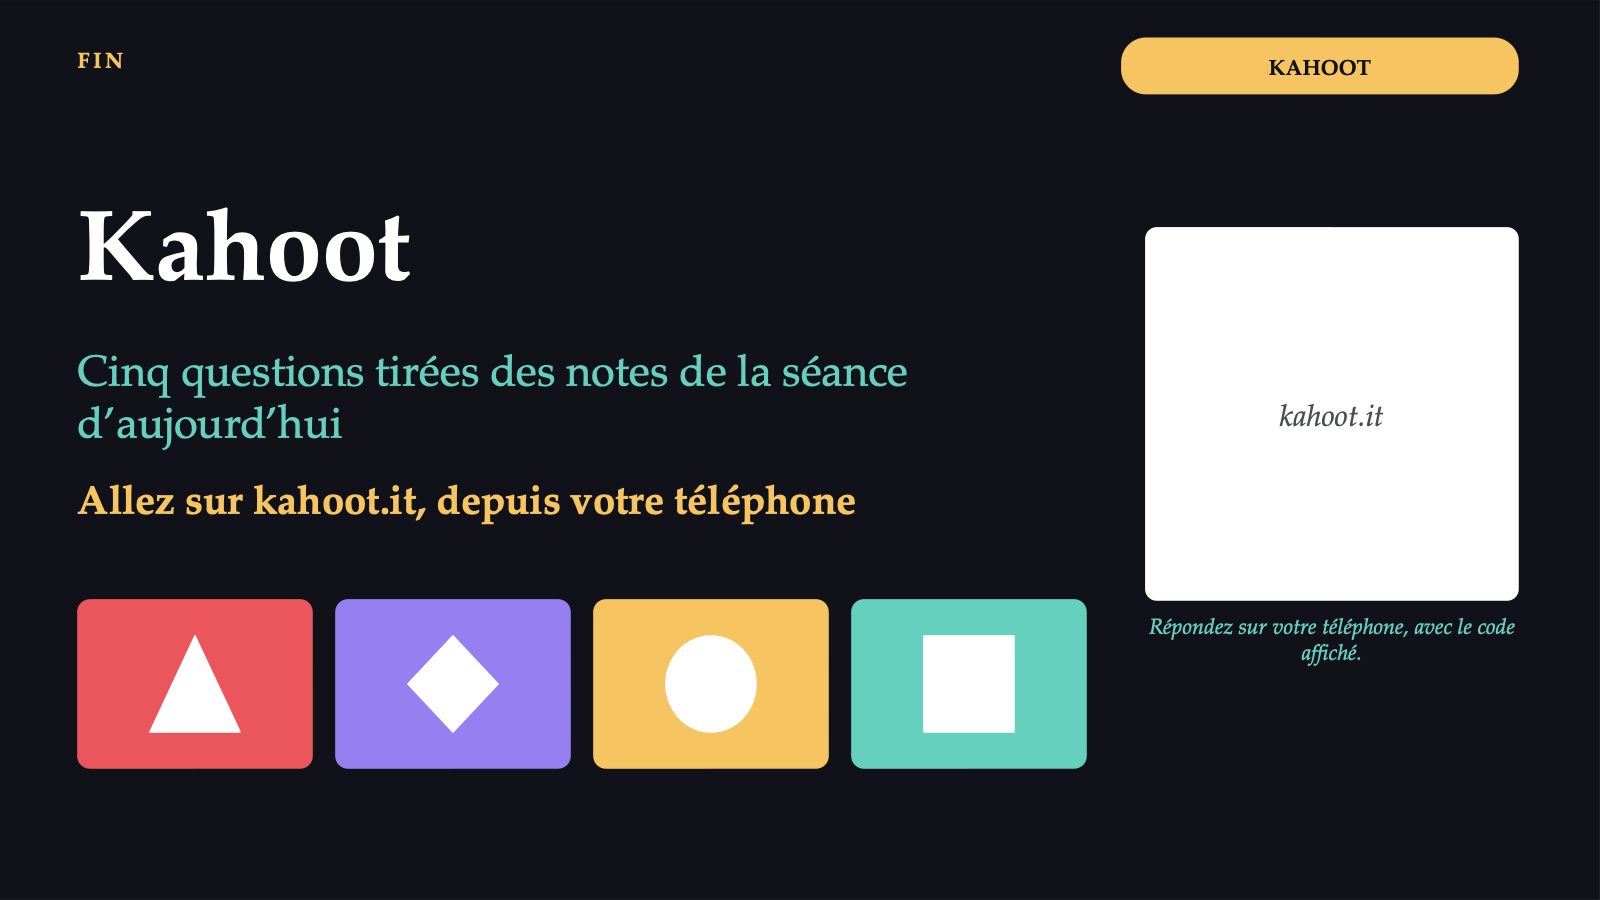 FIN
KAHOOT
Kahoot
Cinq questions tirées des notes de la séance
d’aujourd’hui
Allez sur kahoot.it, depuis votre téléphone
kahoot.it
Répondez sur votre téléphone, avec le code
affiché.